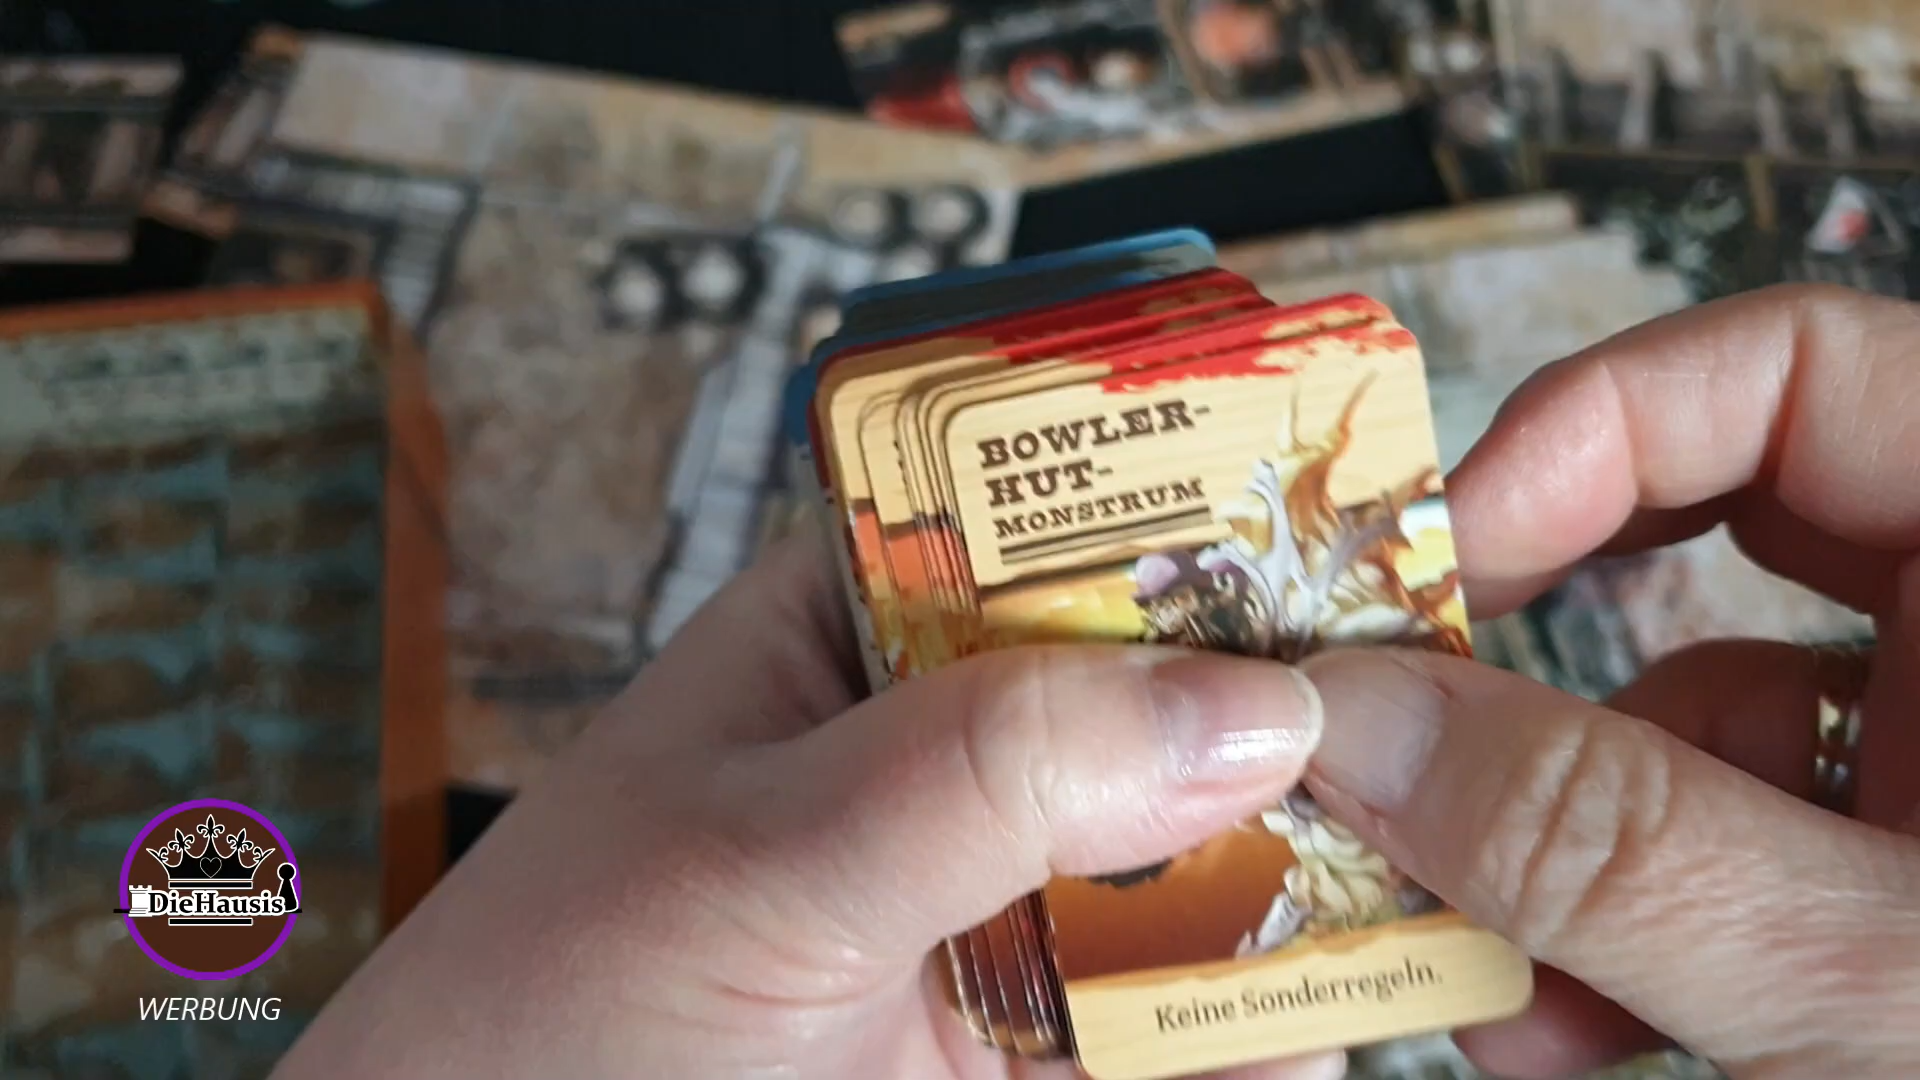 BOWLER-
HUT-
MONSTRUM
Keine Sonderregeln.
DieHausis
WERBUNG